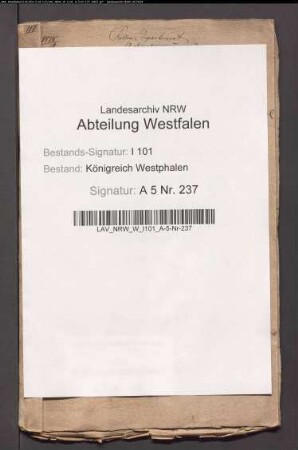 Landesarchiv NRW
Abteilung Westfalen
Bestands-Signatur: I 101
Bestand: Königreich Westphalen
Signatur: A 5 Nr. 237
LAV_NRW_W_I101_A-5-Nr-237